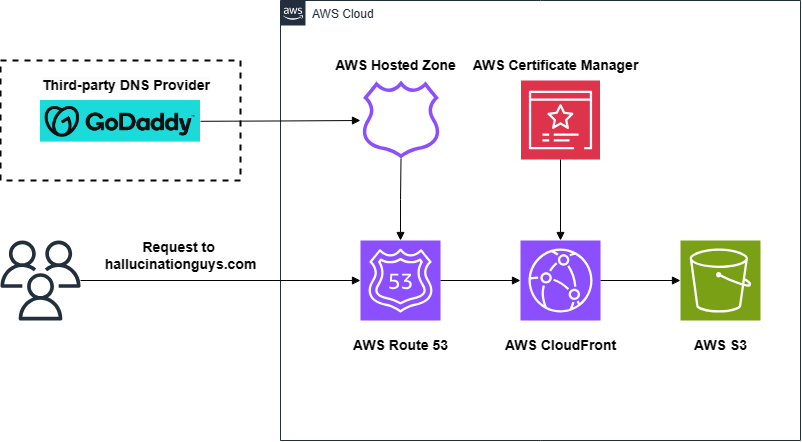 aws
AWS Cloud
AWS Hosted Zone
AWS Certificate Manager
Third-party DNS Provider
GoDaddy
Request to
hallucinationguys.com
53
AWS Route 53
AWS CloudFront
AWS S3